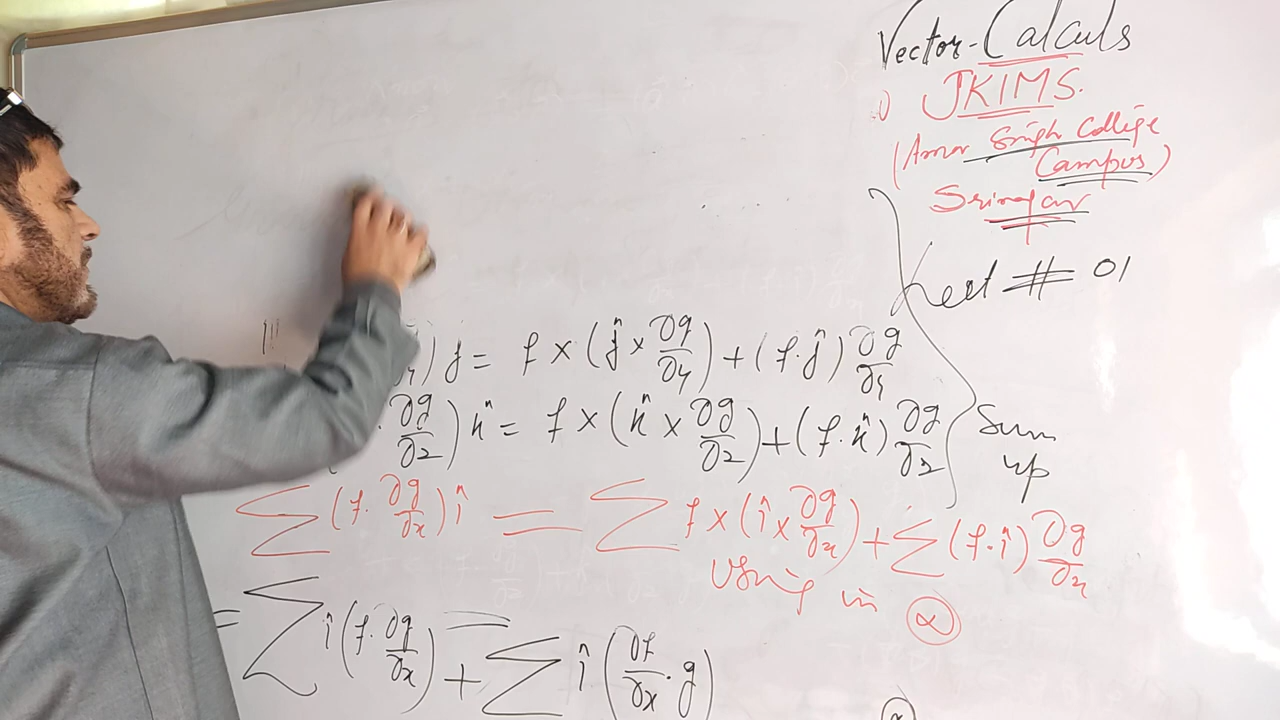 Vector-Calculs
JKIMS.
(Amar Singh College
Campus)
Srinagar
Lect # 01
) j = f × (ĵ × ∂g/∂y) + (f.ĵ) ∂g/∂y
∂g/∂z) k̂ = f × (k̂ × ∂g/∂z) + (f.k̂) ∂g/∂z
Sum
up
∑ (f. ∂g/∂x) î = ∑ f × (î × ∂g/∂x) + ∑ (f.î) ∂g/∂x
Using in α
= ∑ î (f. ∂g/∂x) + ∑ î (∂f/∂x . g)